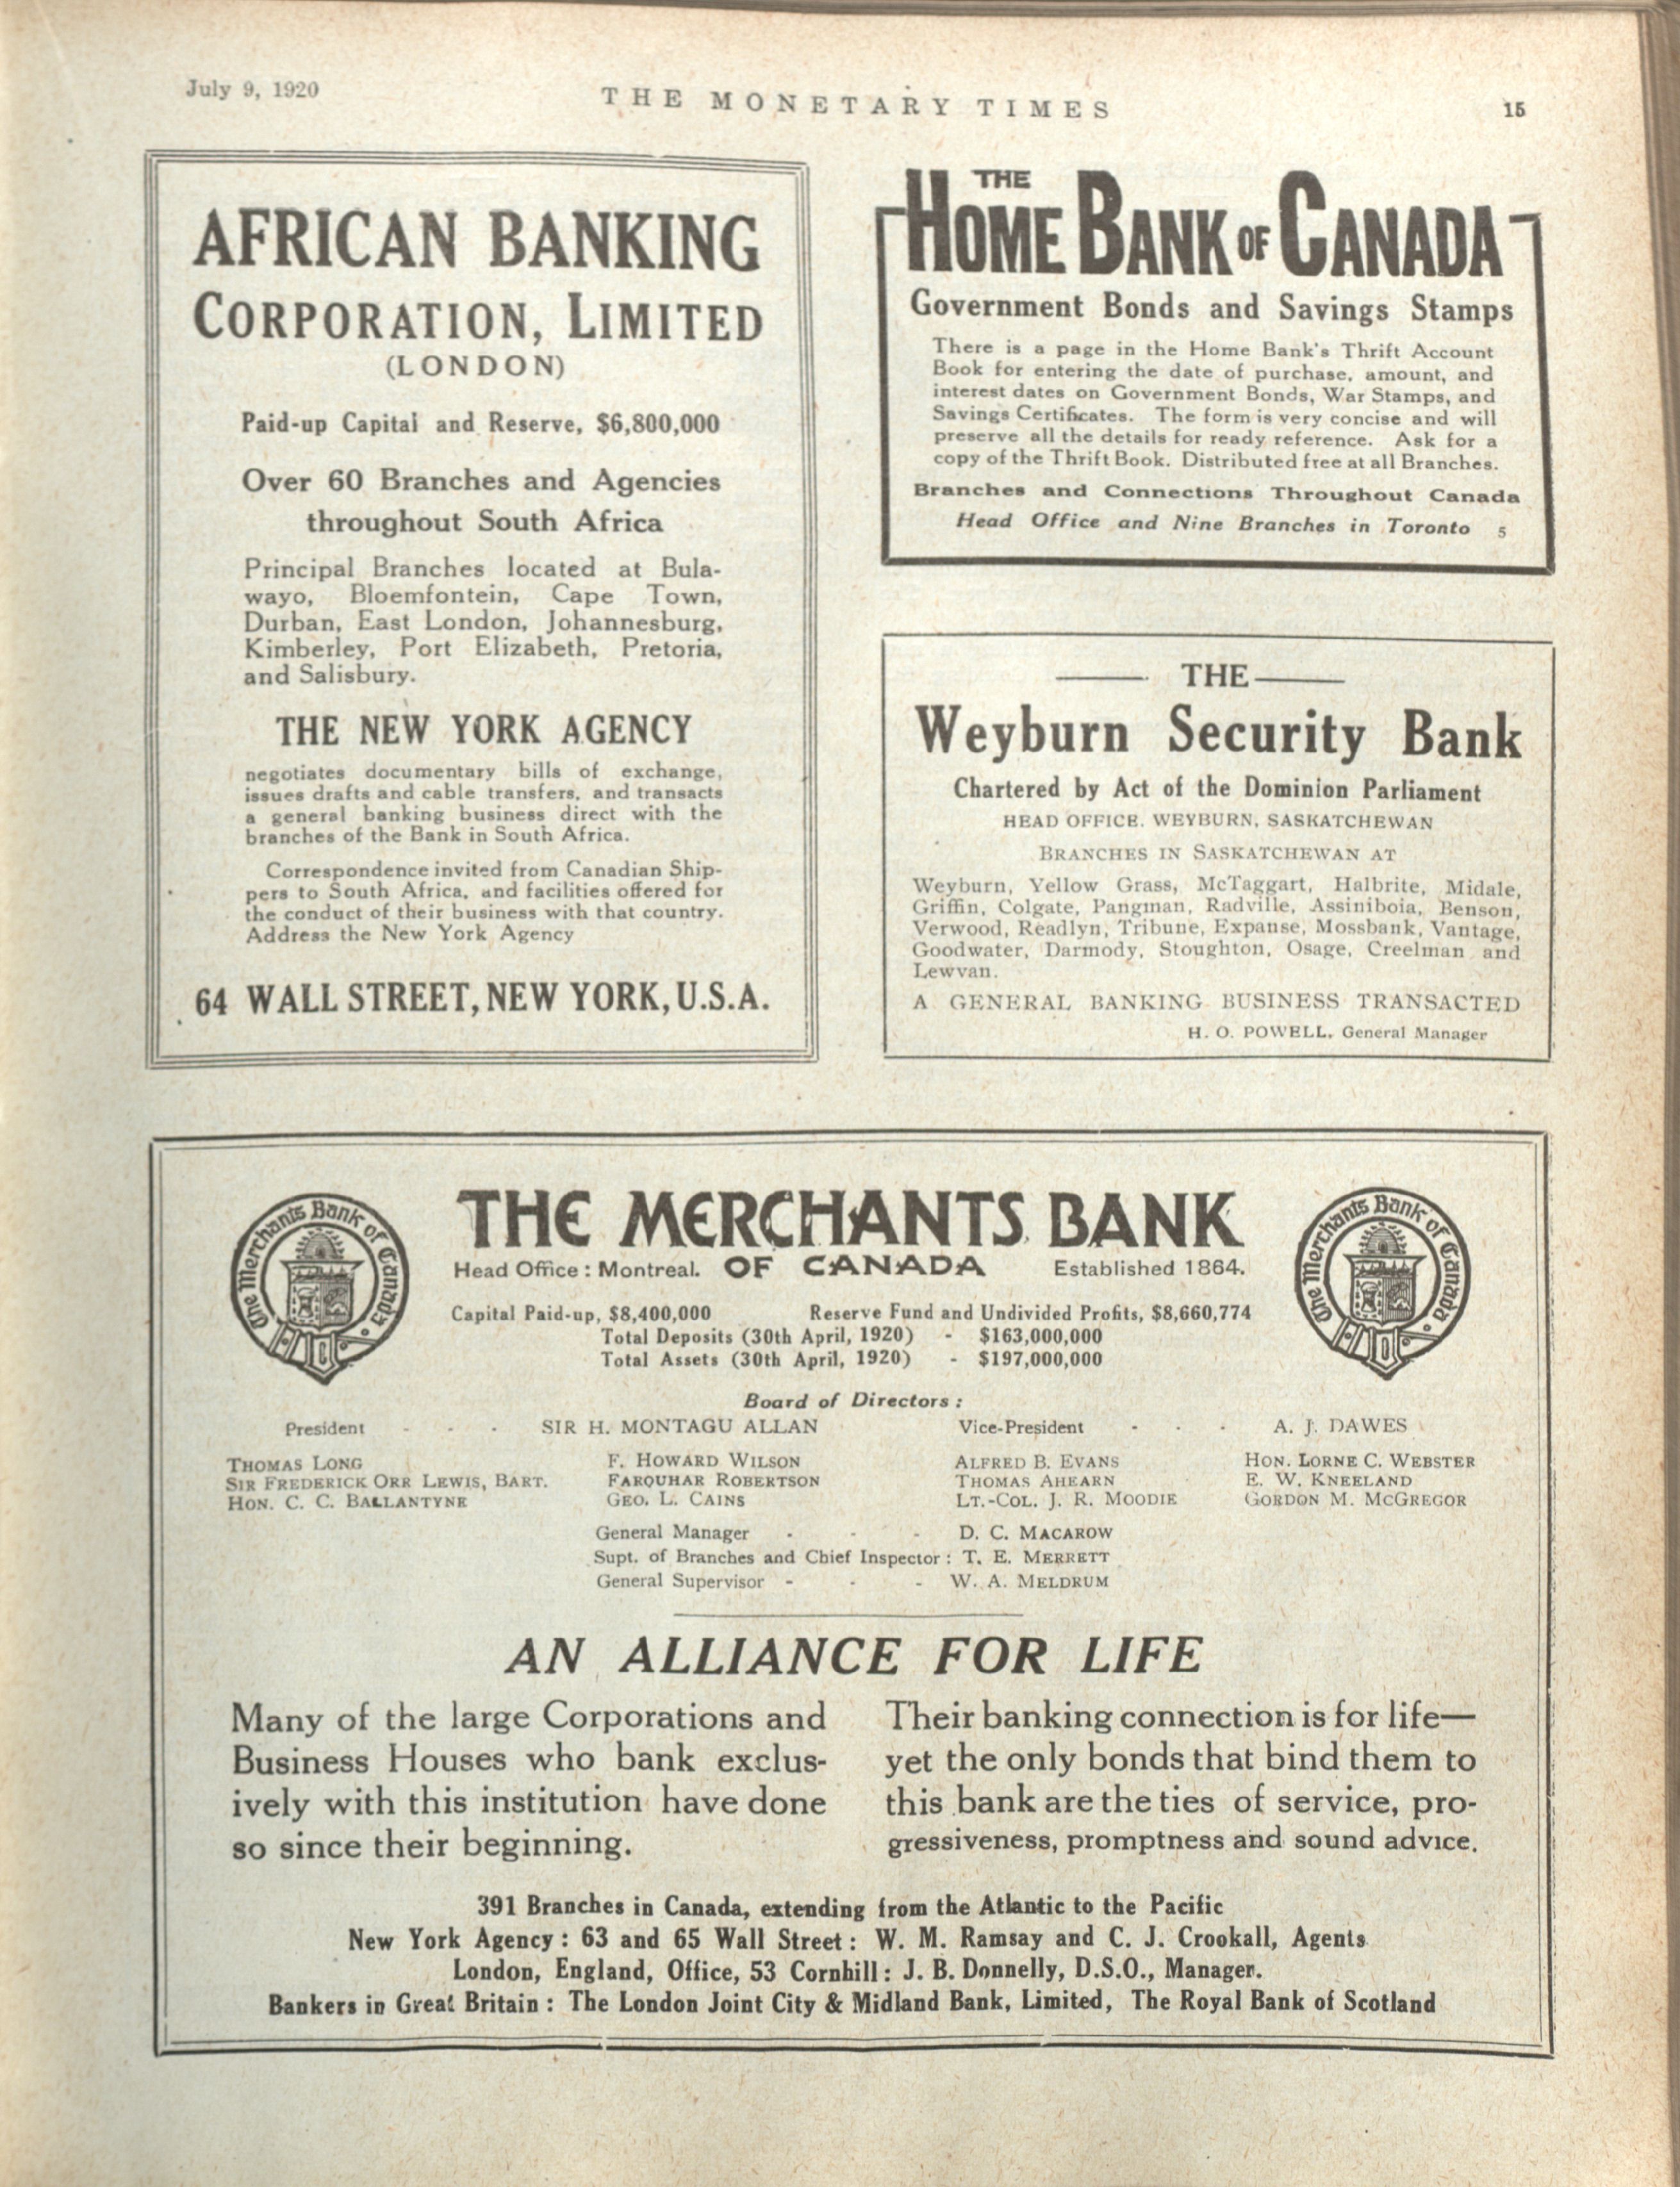 July 9, 1920
THE MONETARY TIMES
15
AFRICAN BANKING
CORPORATION, LIMITED
(LONDON)
Paid-up Capital and Reserve, $6,800,000
Over 60 Branches and Agencies
throughout South Africa
Principal Branches located at Bula-
wayo, Bloemfontein, Cape Town,
Durban, East London, Johannesburg,
Kimberley, Port Elizabeth, Pretoria,
and Salisbury.
THE NEW YORK AGENCY
negotiates documentary bills of exchange,
issues drafts and cable transfers, and transacts
a general banking business direct with the
branches of the Bank in South Africa.
Correspondence invited from Canadian Ship-
pers to South Africa, and facilities offered for
the conduct of their business with that country.
Address the New York Agency
64 WALL STREET, NEW YORK, U.S.A.
THE
HOME BANK OF CANADA
Government Bonds and Savings Stamps
There is a page in the Home Bank's Thrift Account
Book for entering the date of purchase, amount, and
interest dates on Government Bonds, War Stamps, and
Savings Certificates. The form is very concise and will
preserve all the details for ready reference. Ask for a
copy of the Thrift Book. Distributed free at all Branches.
Branches and Connections Throughout Canada
Head Office and Nine Branches in Toronto 5
THE
Weyburn Security Bank
Chartered by Act of the Dominion Parliament
HEAD OFFICE, WEYBURN, SASKATCHEWAN
BRANCHES IN SASKATCHEWAN AT
Weyburn, Yellow Grass, McTaggart, Halbrite, Midale,
Griffin, Colgate, Pangman, Radville, Assiniboia, Benson,
Verwood, Readlyn, Tribune, Expanse, Mossbank, Vantage,
Goodwater, Darmody, Stoughton, Osage, Creelman and
Lewvan.
A GENERAL BANKING BUSINESS TRANSACTED
H. O. POWELL, General Manager
The Merchants Bank of Canada
THE MERCHANTS BANK
Head Office : Montreal. OF CANADA Established 1864.
The Merchants Bank of Canada
Capital Paid-up, $8,400,000 Reserve Fund and Undivided Profits, $8,660,774
Total Deposits (30th April, 1920) - $163,000,000
Total Assets (30th April, 1920) - $197,000,000
Board of Directors :
President - - - SIR H. MONTAGU ALLAN Vice-President - - - A. J. DAWES
THOMAS LONG F. HOWARD WILSON ALFRED B. EVANS HON. LORNE C. WEBSTER
SIR FREDERICK ORR LEWIS, BART. FARQUHAR ROBERTSON THOMAS AHEARN E. W. KNEELAND
HON. C. C. BALLANTYNE GEO. L. CAINS LT.-COL. J. R. MOODIE GORDON M. MCGREGOR
General Manager - - - D. C. MACAROW
Supt. of Branches and Chief Inspector : T. E. MERRETT
General Supervisor - - - W. A. MELDRUM
AN ALLIANCE FOR LIFE
Many of the large Corporations and
Business Houses who bank exclus-
ively with this institution have done
so since their beginning.
Their banking connection is for life—
yet the only bonds that bind them to
this bank are the ties of service, pro-
gressiveness, promptness and sound advice.
391 Branches in Canada, extending from the Atlantic to the Pacific
New York Agency : 63 and 65 Wall Street : W. M. Ramsay and C. J. Crookall, Agents
London, England, Office, 53 Cornhill : J. B. Donnelly, D.S.O., Manager.
Bankers in Great Britain : The London Joint City & Midland Bank, Limited, The Royal Bank of Scotland